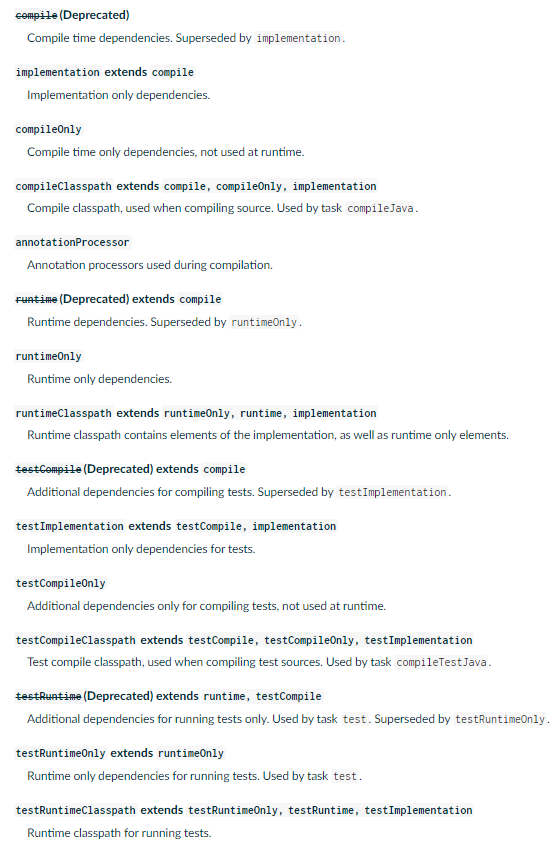 compile (Deprecated)
Compile time dependencies. Superseded by implementation.
implementation extends compile
Implementation only dependencies.
compileOnly
Compile time only dependencies, not used at runtime.
compileClasspath extends compile, compileOnly, implementation
Compile classpath, used when compiling source. Used by task compileJava.
annotationProcessor
Annotation processors used during compilation.
runtime (Deprecated) extends compile
Runtime dependencies. Superseded by runtimeOnly.
runtimeOnly
Runtime only dependencies.
runtimeClasspath extends runtimeOnly, runtime, implementation
Runtime classpath contains elements of the implementation, as well as runtime only elements.
testCompile (Deprecated) extends compile
Additional dependencies for compiling tests. Superseded by testImplementation.
testImplementation extends testCompile, implementation
Implementation only dependencies for tests.
testCompileOnly
Additional dependencies only for compiling tests, not used at runtime.
testCompileClasspath extends testCompile, testCompileOnly, testImplementation
Test compile classpath, used when compiling test sources. Used by task compileTestJava.
testRuntime (Deprecated) extends runtime, testCompile
Additional dependencies for running tests only. Used by task test. Superseded by testRuntimeOnly.
testRuntimeOnly extends runtimeOnly
Runtime only dependencies for running tests. Used by task test.
testRuntimeClasspath extends testRuntimeOnly, testRuntime, testImplementation
Runtime classpath for running tests.